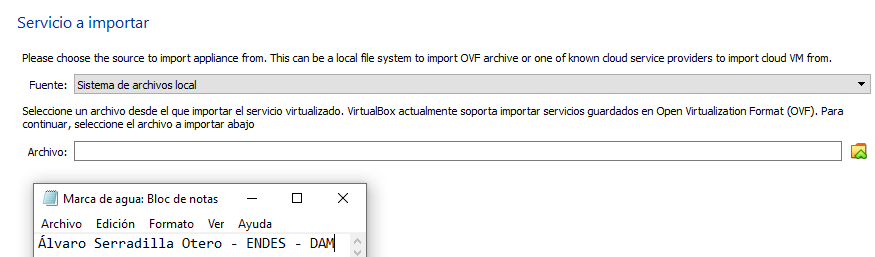 Servicio a importar
Please choose the source to import appliance from. This can be a local file system to import OVF archive or one of known cloud service providers to import cloud VM from.
Fuente: Sistema de archivos local
Seleccione un archivo desde el que importar el servicio virtualizado. VirtualBox actualmente soporta importar servicios guardados en Open Virtualization Format (OVF). Para
continuar, seleccione el archivo a importar abajo
Archivo:
Marca de agua: Bloc de notas
Archivo Edición Formato Ver Ayuda
Álvaro Serradilla Otero - ENDES - DAM